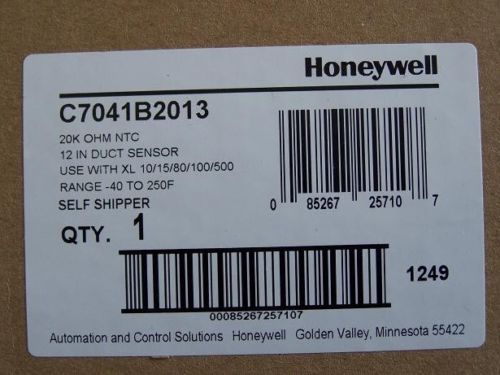 Honeywell
C7041B2013
20K OHM NTC
12 IN DUCT SENSOR
USE WITH XL 10/15/80/100/500
RANGE -40 TO 250F
SELF SHIPPER
0 85267 25710 7
QTY. 1
1249
00085267257107
Automation and Control Solutions Honeywell Golden Valley, Minnesota 55422